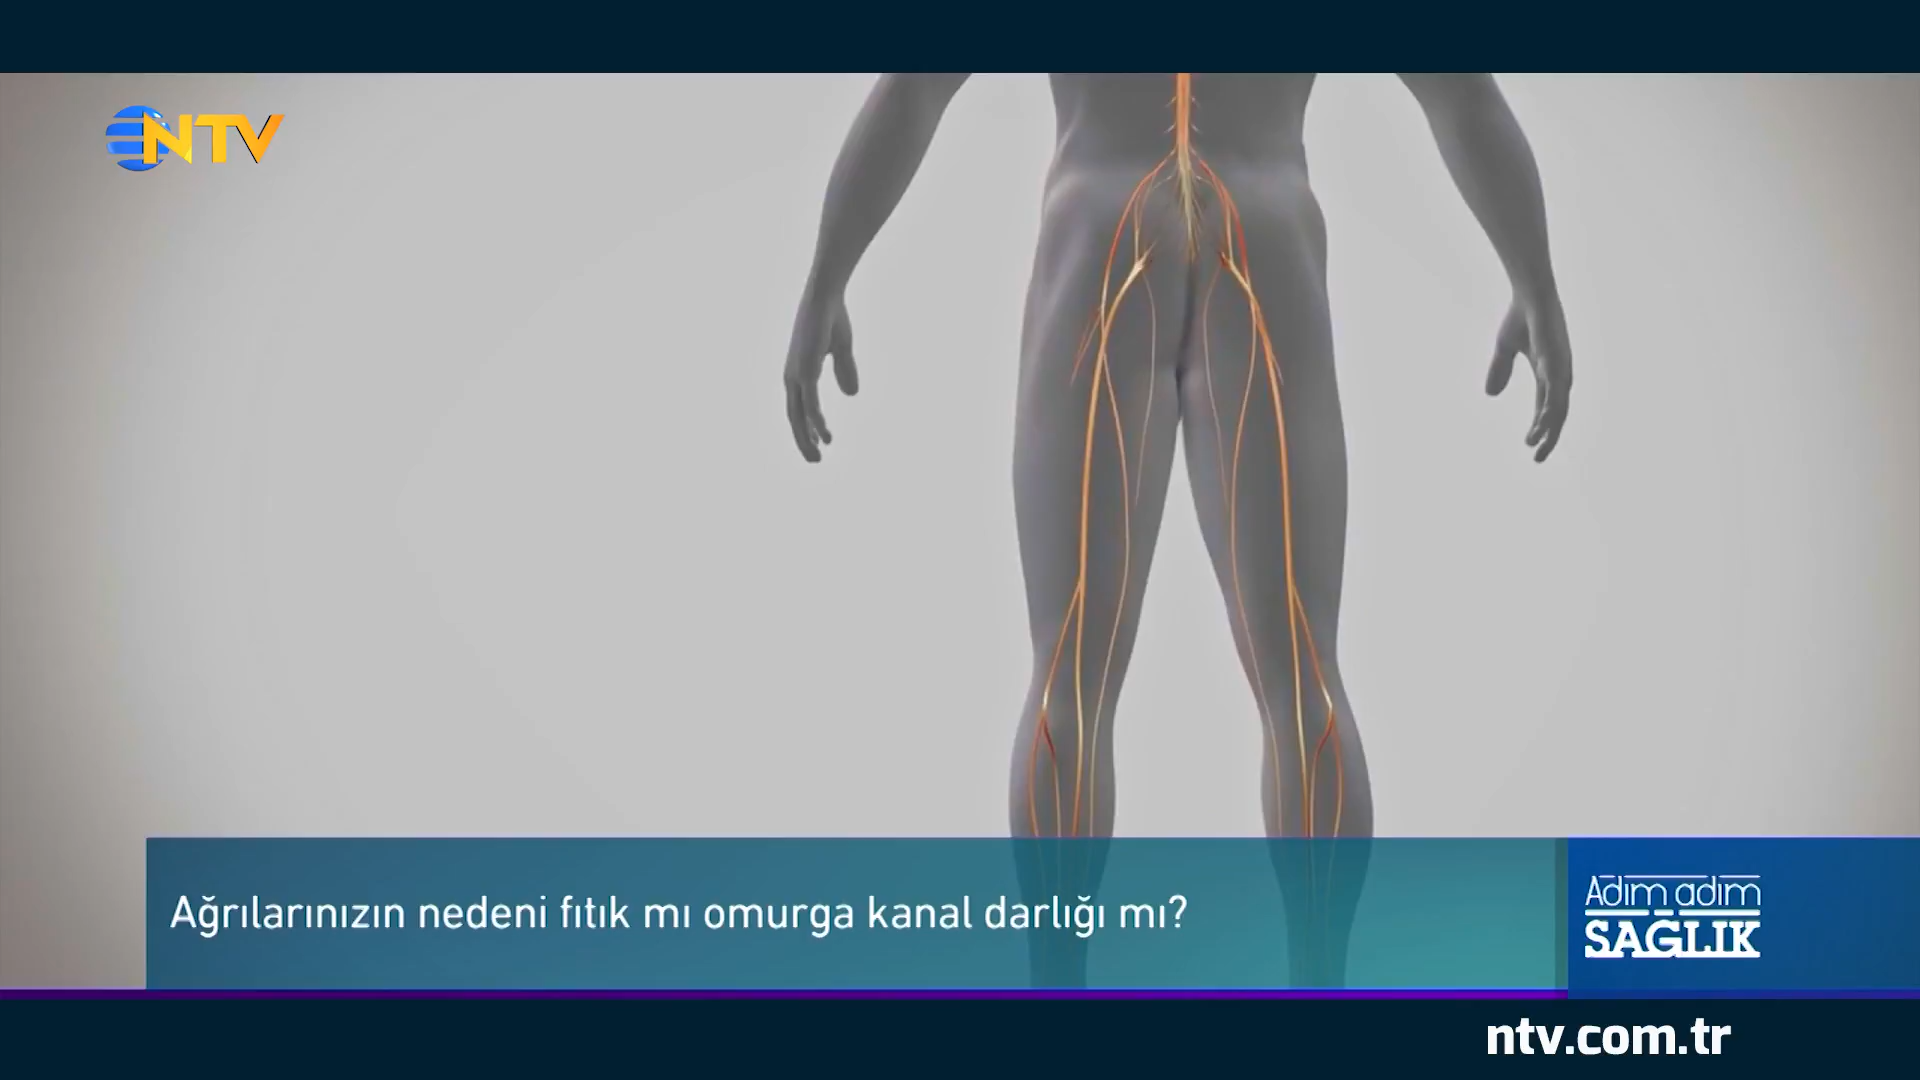 NTV
Ağrılarınızın nedeni fıtık mı omurga kanal darlığı mı?
Adım adım
SAĞLIK
ntv.com.tr